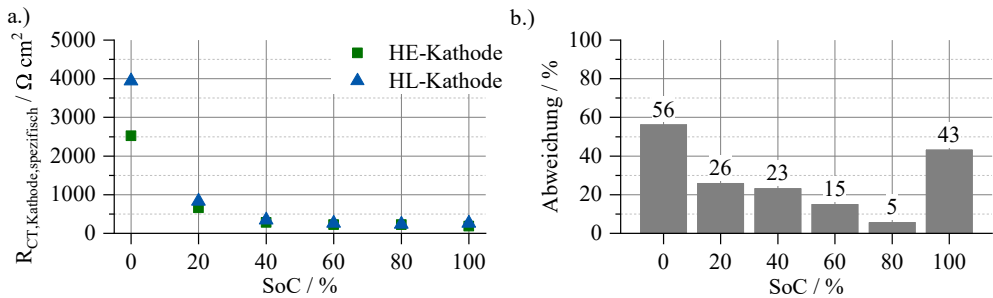 a.)
R_CT,Kathode,spezifisch / Ω cm²
5000
4000
3000
2000
1000
0
HE-Kathode
HL-Kathode
0 20 40 60 80 100
SoC / %
b.)
Abweichung / %
100
80
60
40
20
0
56
26
23
15
5
43
0 20 40 60 80 100
SoC / %